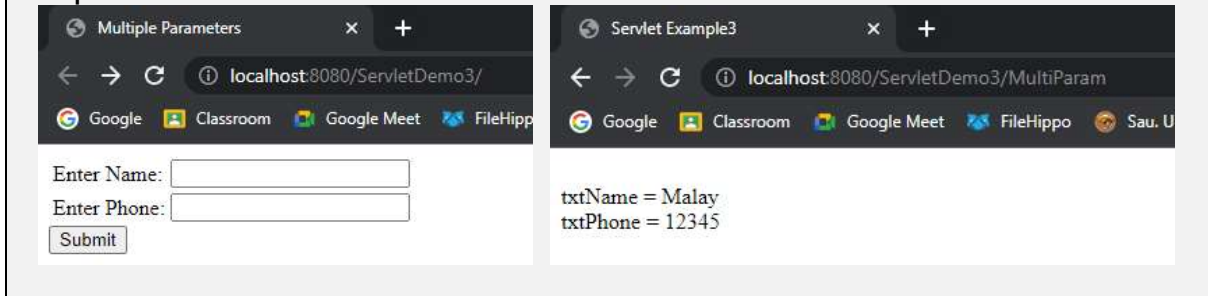 Multiple Parameters
localhost:8080/ServletDemo3/
Google Classroom Google Meet FileHipp
Enter Name:
Enter Phone:
Submit
Servlet Example3
localhost:8080/ServletDemo3/MultiParam
Google Classroom Google Meet FileHippo Sau. U
txtName = Malay
txtPhone = 12345